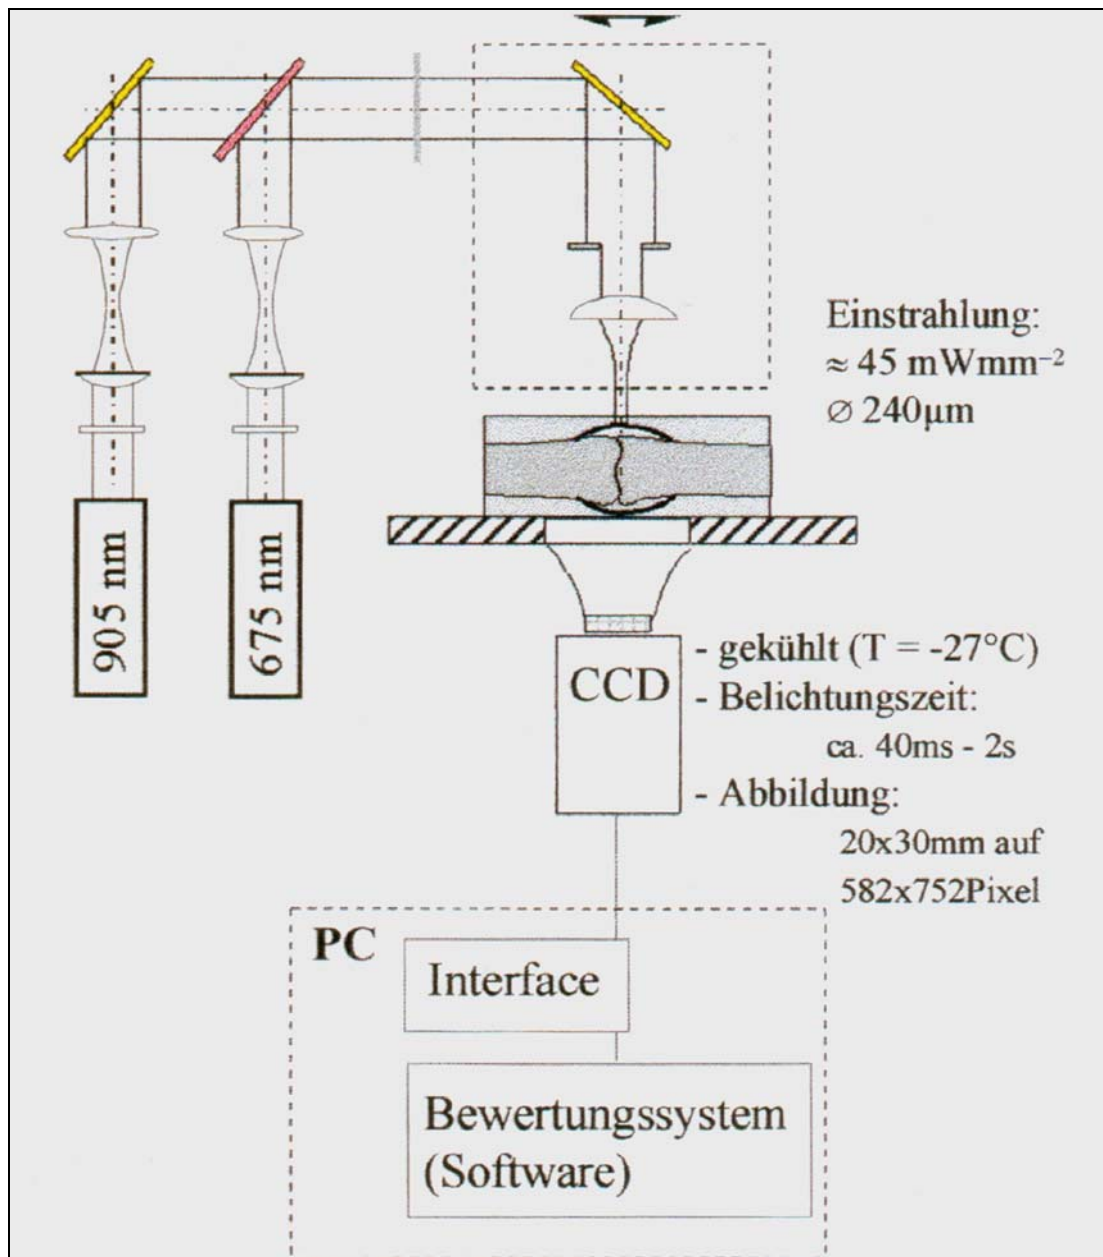 Einstrahlung:
≈ 45 mWmm⁻²
∅ 240µm
905 nm
675 nm
CCD
- gekühlt (T = -27°C)
- Belichtungszeit:
ca. 40ms - 2s
- Abbildung:
20x30mm auf
582x752Pixel
PC
Interface
Bewertungssystem
(Software)